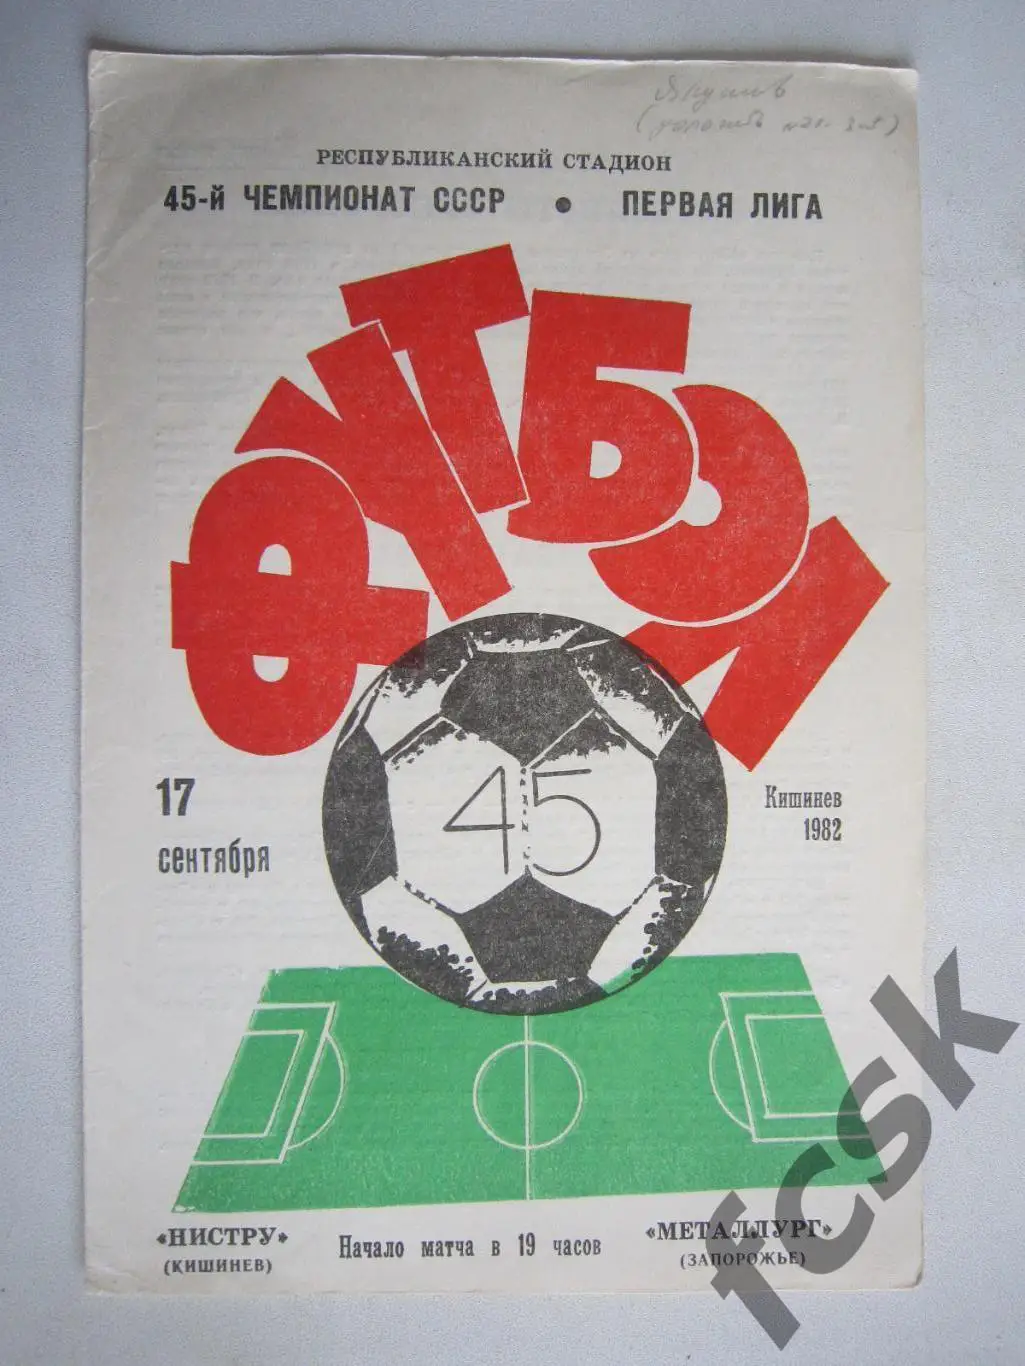 РЕСПУБЛИКАНСКИЙ СТАДИОН
45-й ЧЕМПИОНАТ СССР • ПЕРВАЯ ЛИГА
ФУТБОЛ
45
17
сентября
Кишинев
1982
«НИСТРУ»
(КИШИНЕВ)
Начало матча в 19 часов
«МЕТАЛЛУРГ»
(ЗАПОРОЖЬЕ)
fcsk